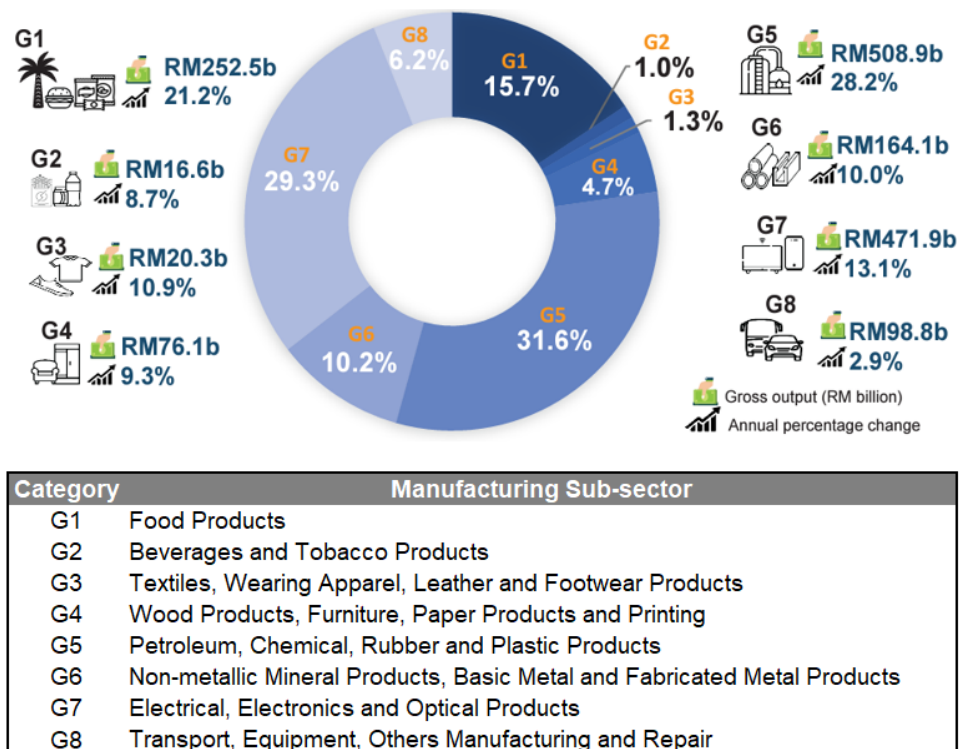 G1
RM252.5b
21.2%
G2
RM16.6b
8.7%
G3
RM20.3b
10.9%
G4
RM76.1b
9.3%
G8
6.2%
G1
15.7%
G2
1.0%
G3
1.3%
G4
4.7%
G7
29.3%
G6
10.2%
G5
31.6%
G5
RM508.9b
28.2%
G6
RM164.1b
10.0%
G7
RM471.9b
13.1%
G8
RM98.8b
2.9%
Gross output (RM billion)
Annual percentage change
Category Manufacturing Sub-sector
G1 Food Products
G2 Beverages and Tobacco Products
G3 Textiles, Wearing Apparel, Leather and Footwear Products
G4 Wood Products, Furniture, Paper Products and Printing
G5 Petroleum, Chemical, Rubber and Plastic Products
G6 Non-metallic Mineral Products, Basic Metal and Fabricated Metal Products
G7 Electrical, Electronics and Optical Products
G8 Transport, Equipment, Others Manufacturing and Repair